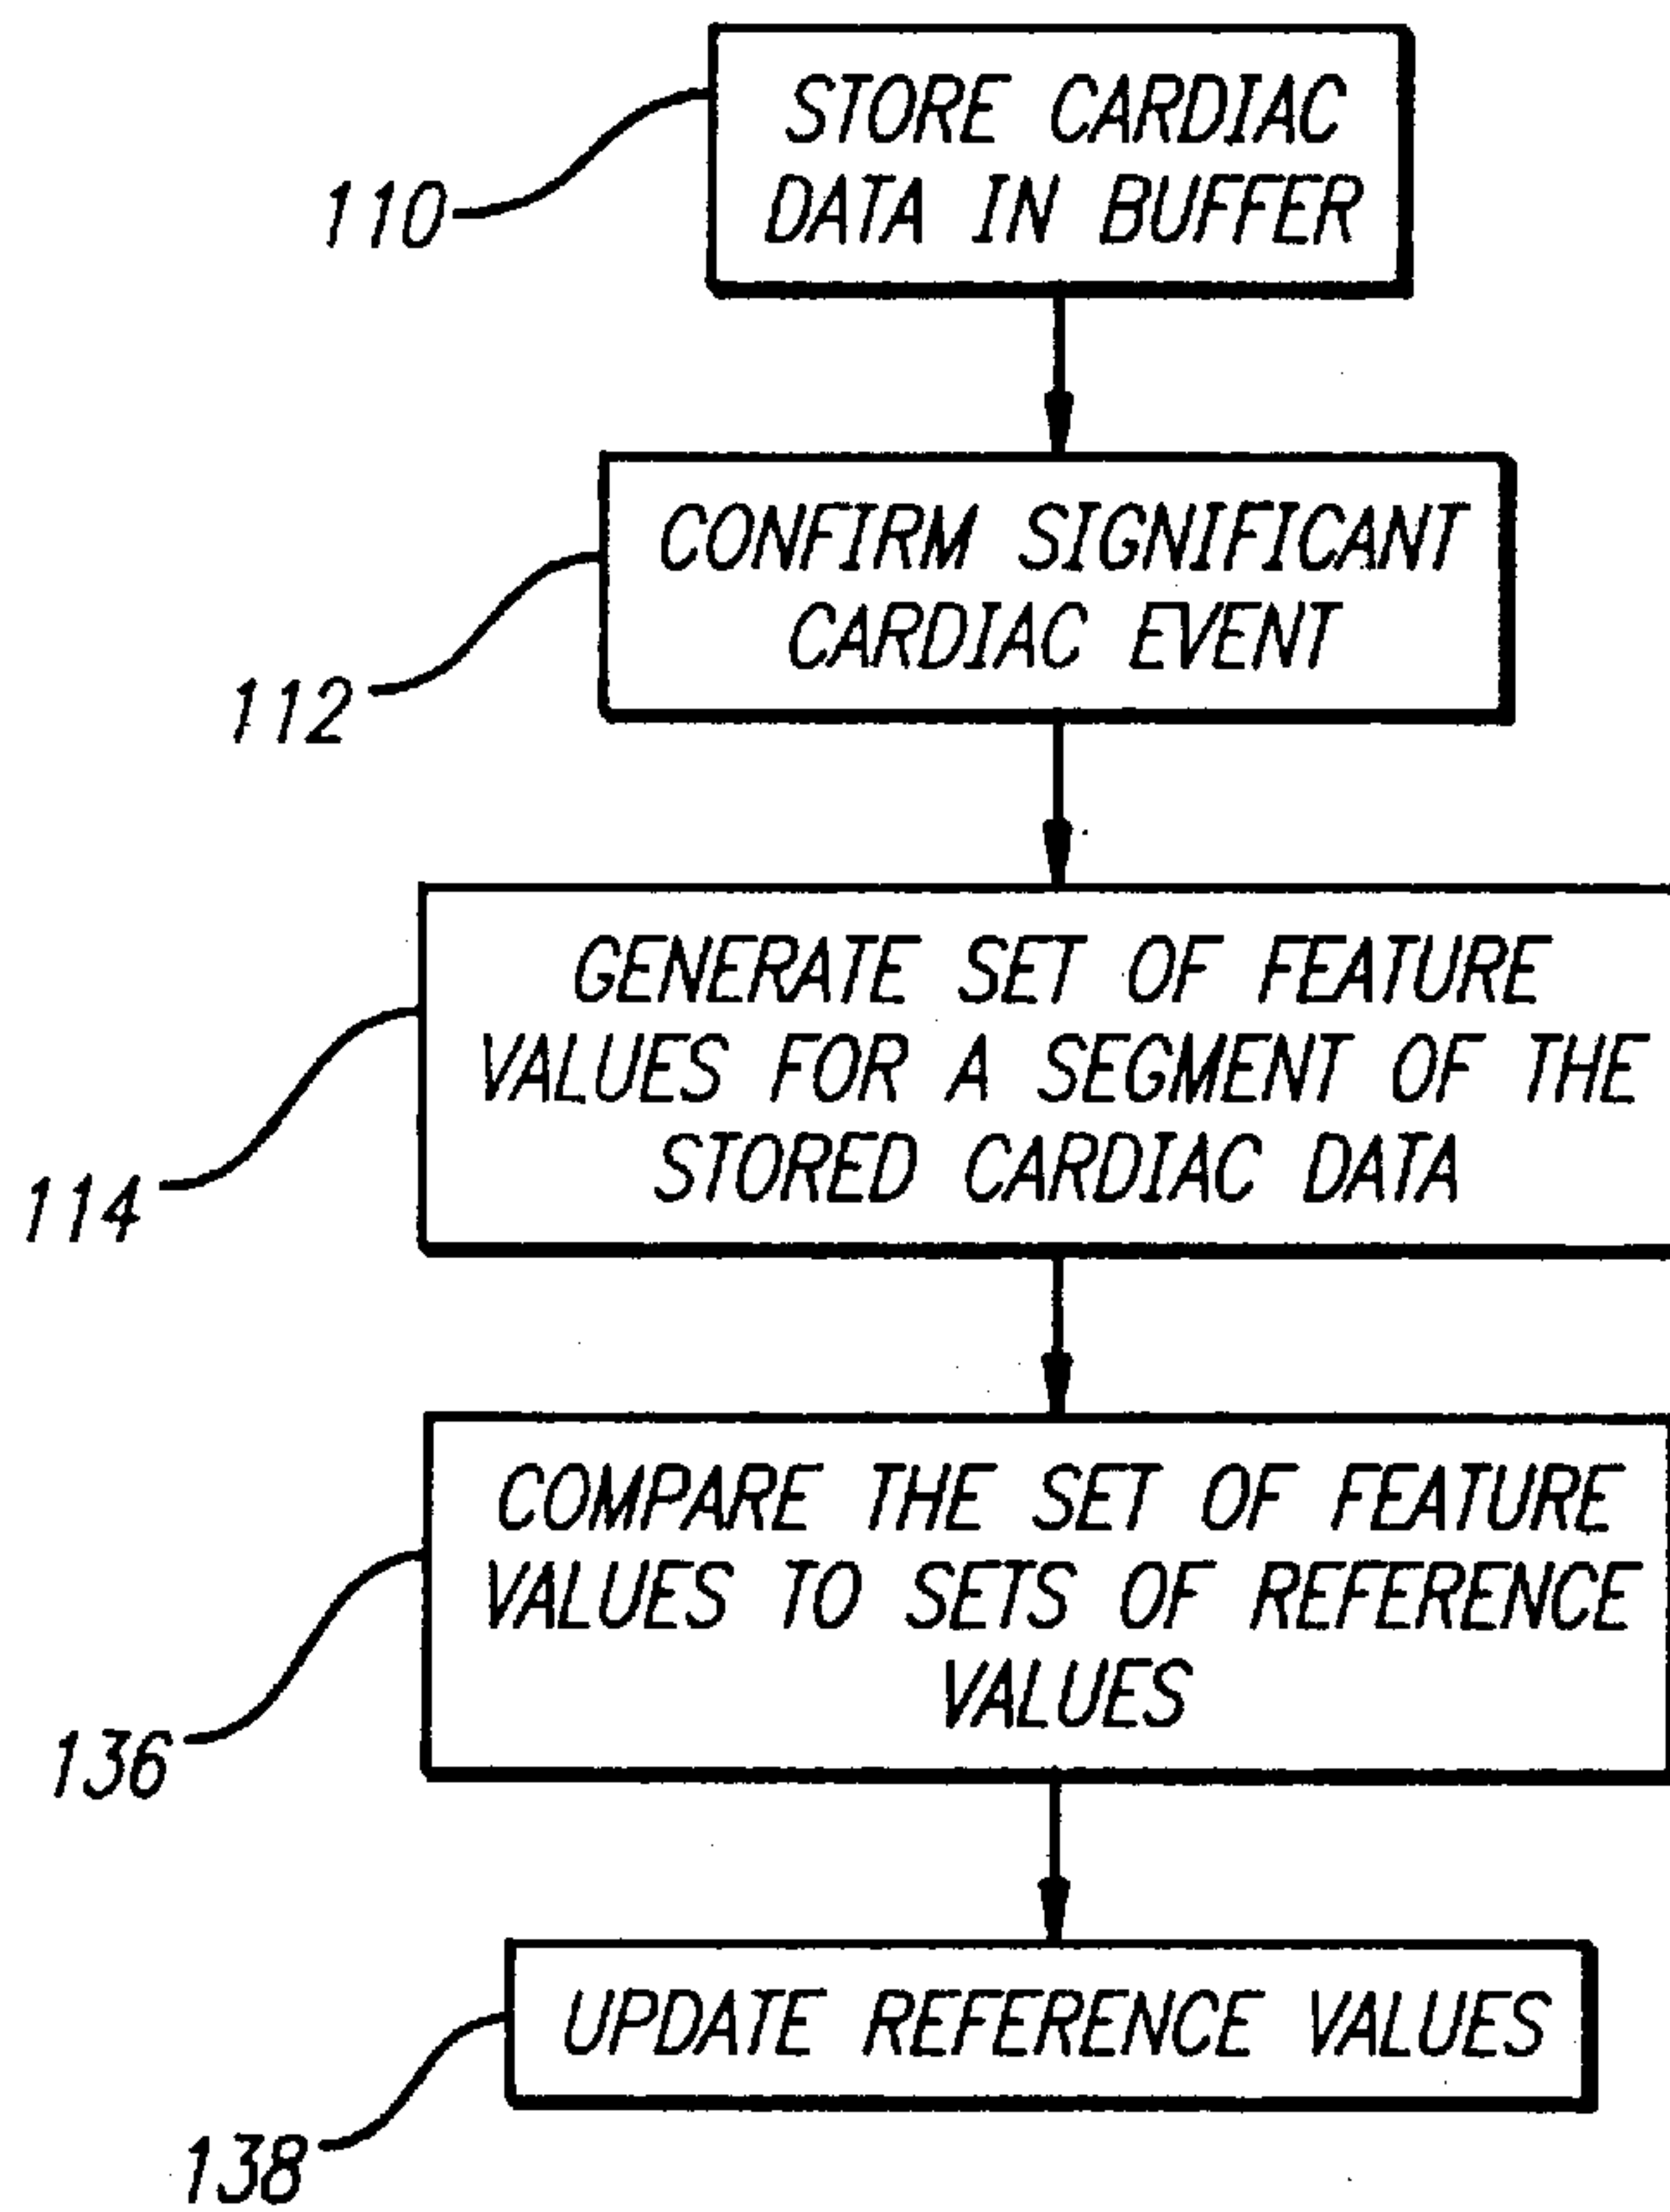 STORE CARDIAC
DATA IN BUFFER
110
CONFIRM SIGNIFICANT
CARDIAC EVENT
112
GENERATE SET OF FEATURE
VALUES FOR A SEGMENT OF THE
STORED CARDIAC DATA
114
COMPARE THE SET OF FEATURE
VALUES TO SETS OF REFERENCE
VALUES
136
UPDATE REFERENCE VALUES
138